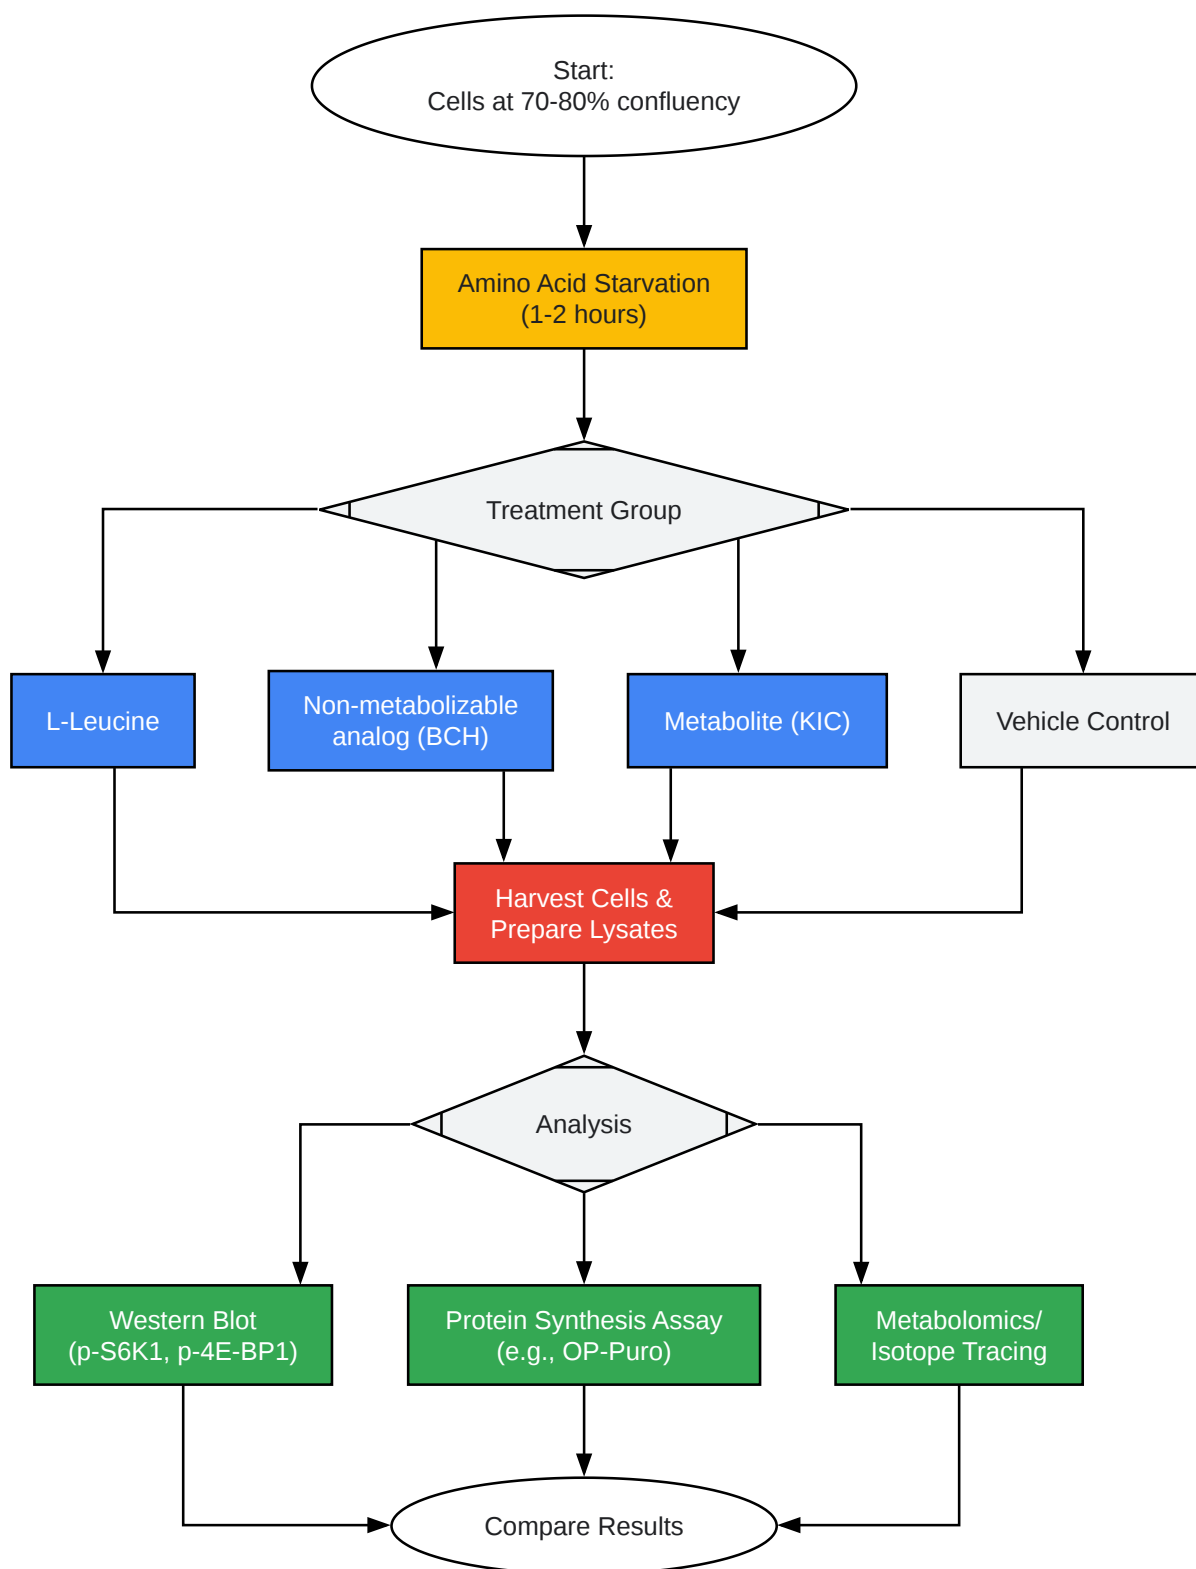 Start:
Cells at 70-80% confluency
Amino Acid Starvation
(1-2 hours)
Treatment Group
L-Leucine
Non-metabolizable
analog (BCH)
Metabolite (KIC)
Vehicle Control
Harvest Cells &
Prepare Lysates
Analysis
Western Blot
(p-S6K1, p-4E-BP1)
Protein Synthesis Assay
(e.g., OP-Puro)
Metabolomics/
Isotope Tracing
Compare Results